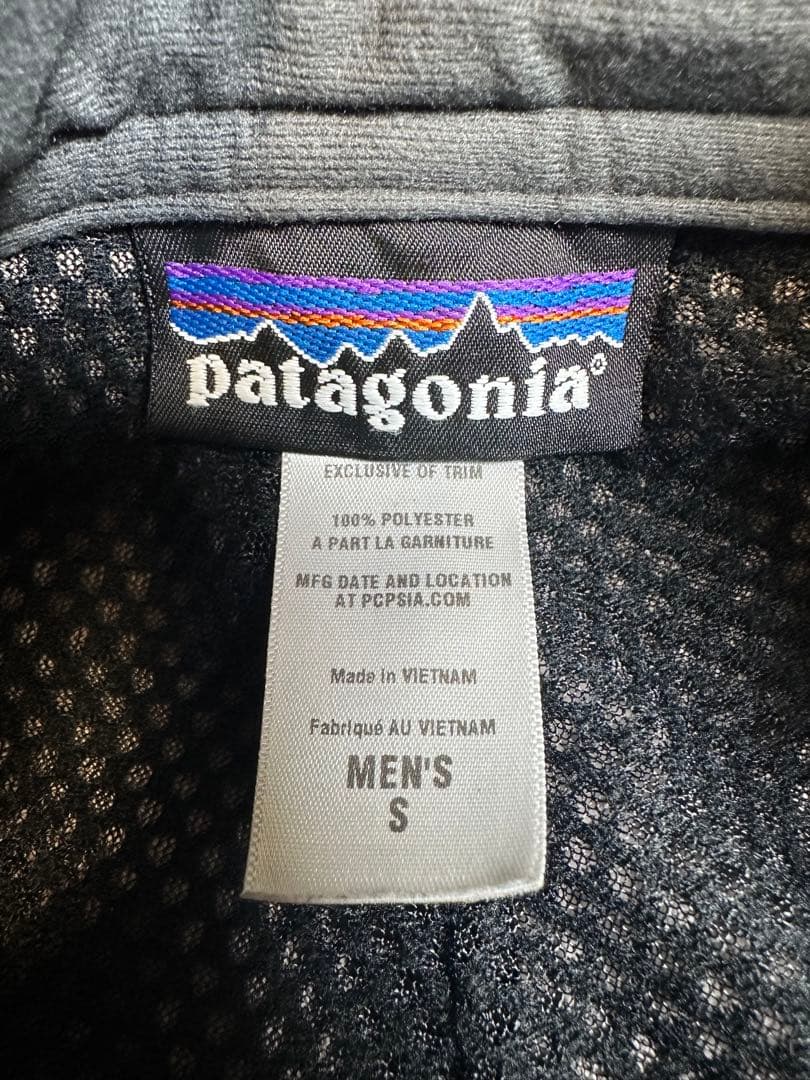 patagonia®
EXCLUSIVE OF TRIM
100% POLYESTER
A PART LA GARNITURE
MFG DATE AND LOCATION
AT PCPSIA.COM
Made in VIETNAM
Fabriqué AU VIETNAM
MEN'S
S